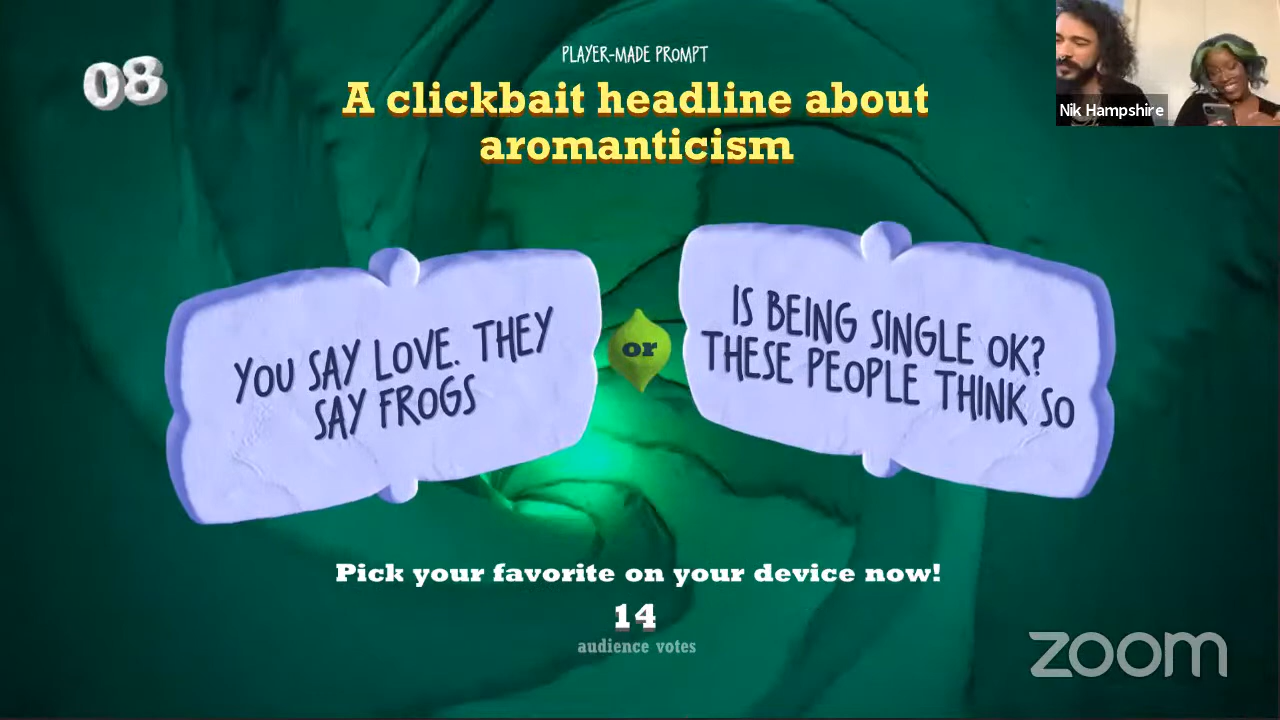 08
PLAYER-MADE PROMPT
A clickbait headline about
aromanticism
Nik Hampshire
YOU SAY LOVE. THEY
SAY FROGS
or
IS BEING SINGLE OK?
THESE PEOPLE THINK SO
Pick your favorite on your device now!
14
audience votes
zoom